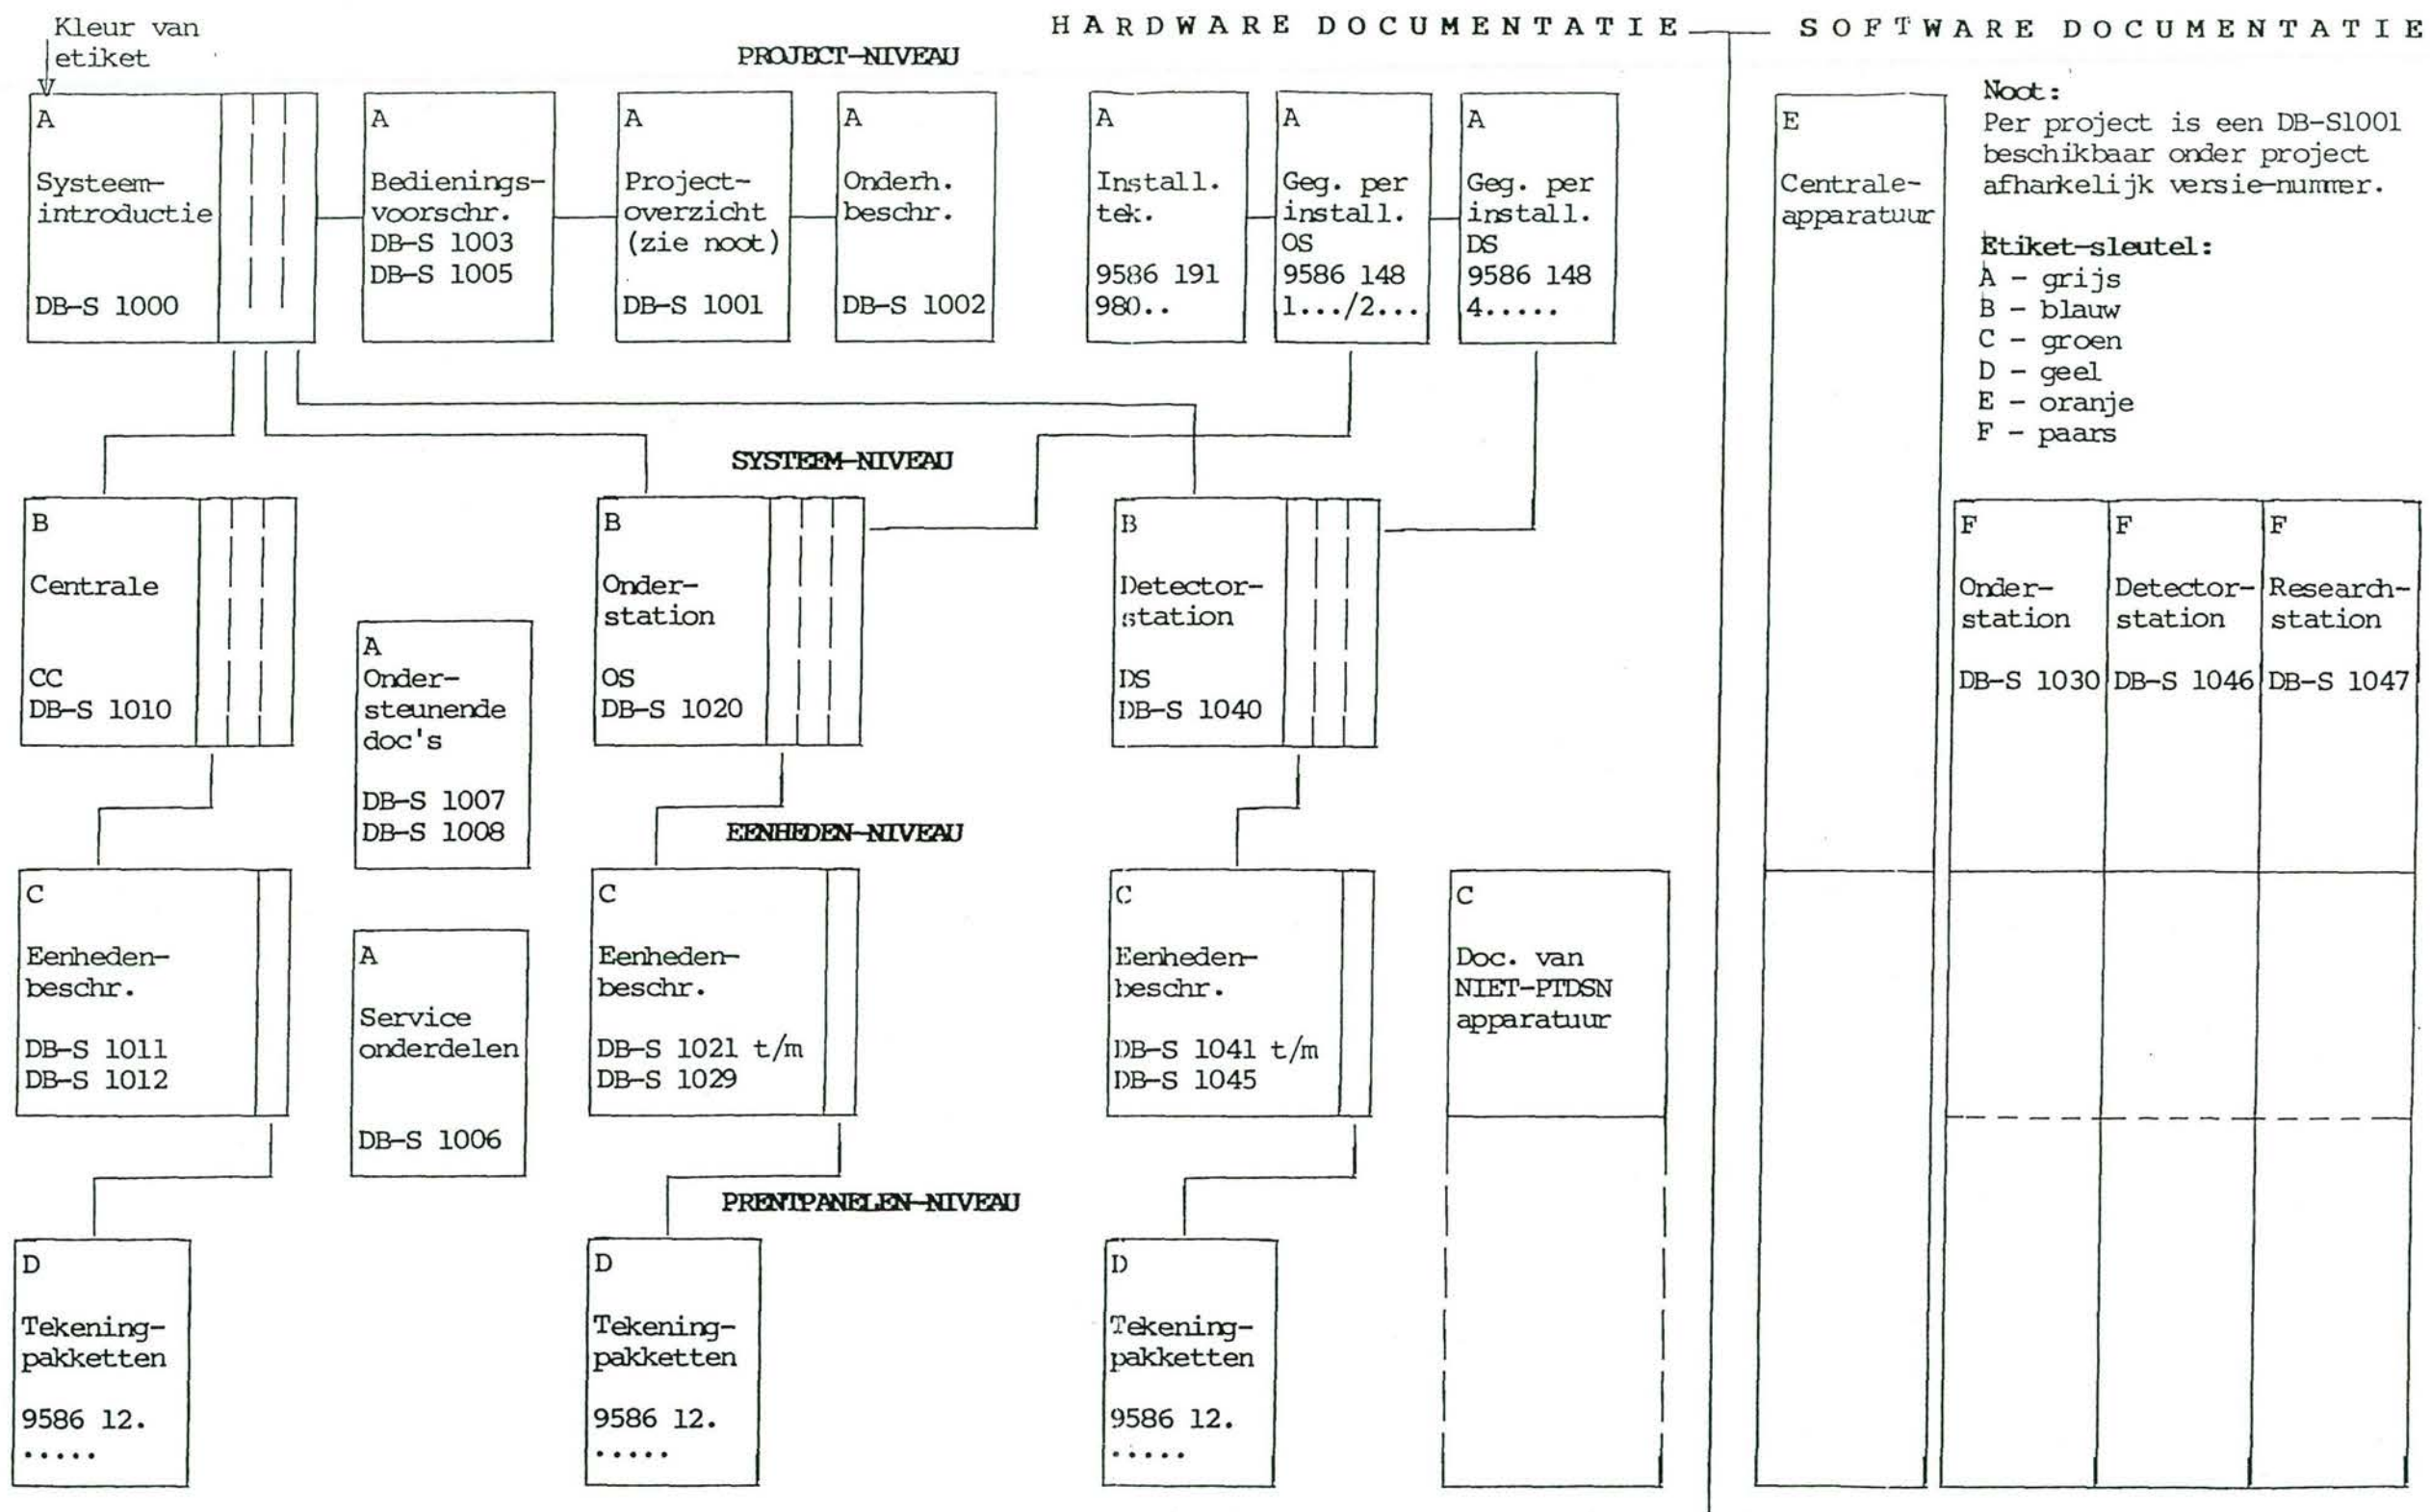 Kleur van
etiket
HARDWARE DOCUMENTATIE
SOFTWARE DOCUMENTATIE
PROJECT-NIVEAU
A
Systeem-
introductie
DB-S 1000
A
Bedienings-
voorschr.
DB-S 1003
DB-S 1005
A
Project-
overzicht
(zie noot)
DB-S 1001
A
Onderh.
beschr.
DB-S 1002
A
Install.
tek.
9586 191
980..
A
Geg. per
install.
OS
9586 148
1.../2...
A
Geg. per
install.
DS
9586 148
4.....
E
Centrale-
apparatuur
Noot:
Per project is een DB-S1001
beschikbaar onder project
afhankelijk versie-nummer.
Etiket-sleutel:
A - grijs
B - blauw
C - groen
D - geel
E - oranje
F - paars
SYSTEEM-NIVEAU
B
Centrale
CC
DB-S 1010
A
Onder-
steunende
doc's
DB-S 1007
DB-S 1008
B
Onder-
station
OS
DB-S 1020
B
Detector-
station
DS
DB-S 1040
F
Onder-
station
DB-S 1030
F
Detector-
station
DB-S 1046
F
Research-
station
DB-S 1047
EENHEDEN-NIVEAU
C
Eenheden-
beschr.
DB-S 1011
DB-S 1012
A
Service
onderdelen
DB-S 1006
C
Eenheden-
beschr.
DB-S 1021 t/m
DB-S 1029
C
Eenheden-
beschr.
DB-S 1041 t/m
DB-S 1045
C
Doc. van
NIET-PTDSN
apparatuur
PRENTPANELEN-NIVEAU
D
Tekening-
pakketten
9586 12.
.....
D
Tekening-
pakketten
9586 12.
.....
D
Tekening-
pakketten
9586 12.
.....